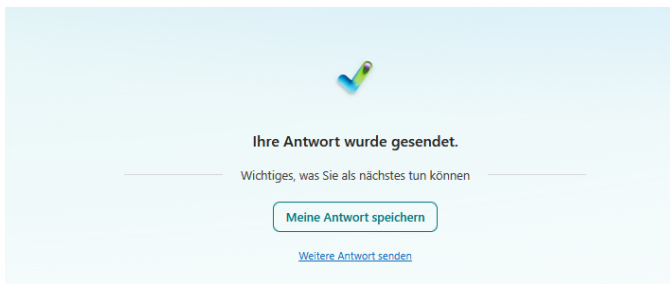 Ihre Antwort wurde gesendet.
Wichtiges, was Sie als nächstes tun können
Meine Antwort speichern
Weitere Antwort senden